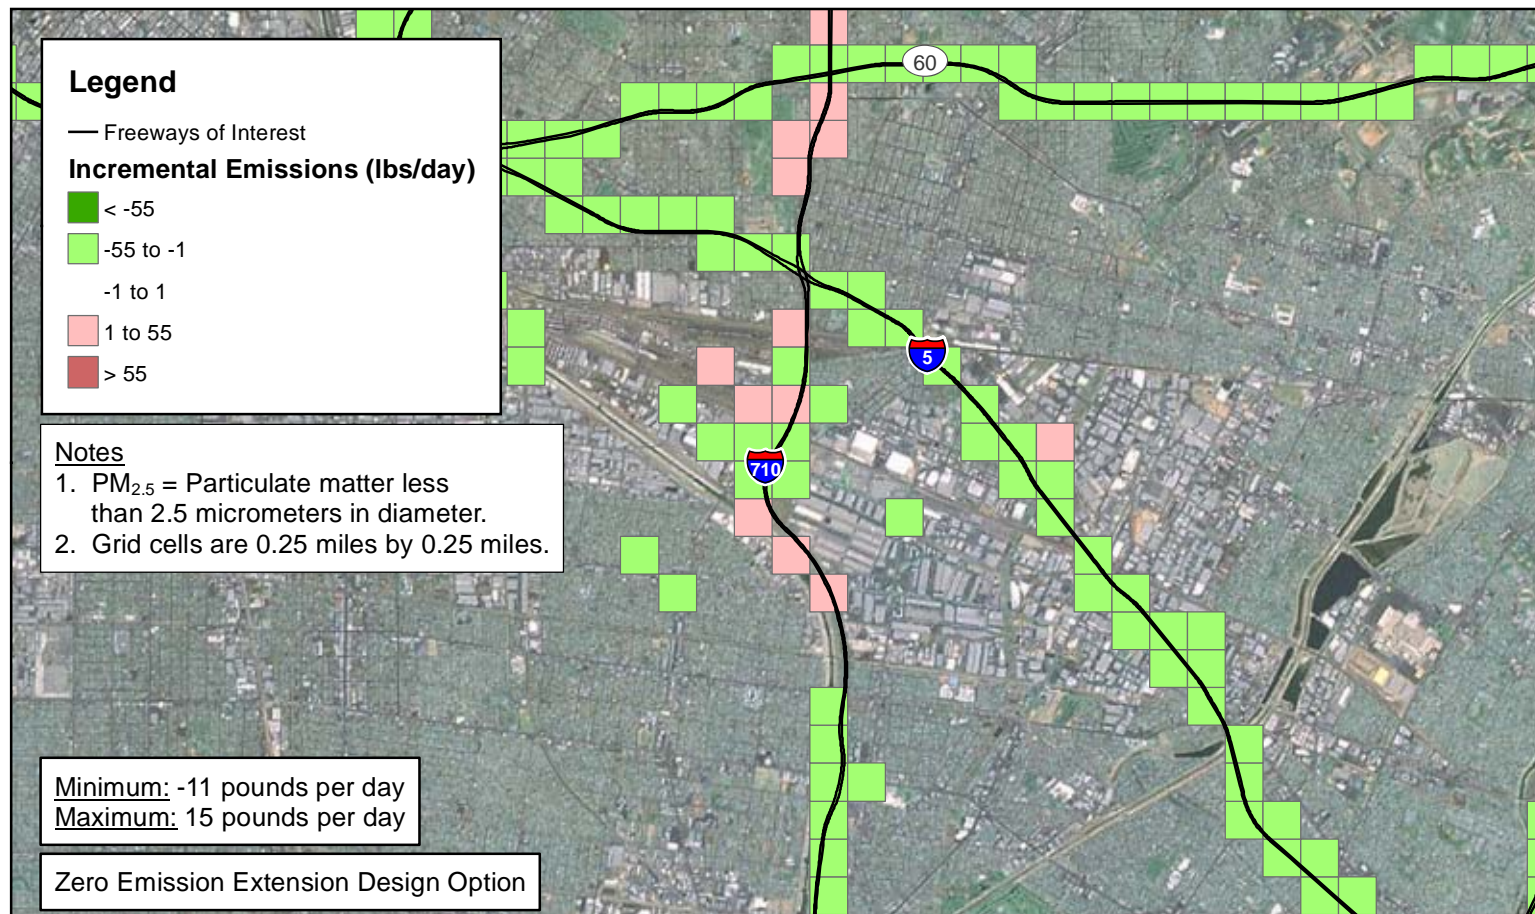 Legend
Freeways of Interest
Incremental Emissions (lbs/day)
< -55
-55 to -1
-1 to 1
1 to 55
> 55
Notes
1. PM2.5 = Particulate matter less
than 2.5 micrometers in diameter.
2. Grid cells are 0.25 miles by 0.25 miles.
Minimum: -11 pounds per day
Maximum: 15 pounds per day
Zero Emission Extension Design Option
60
5
710